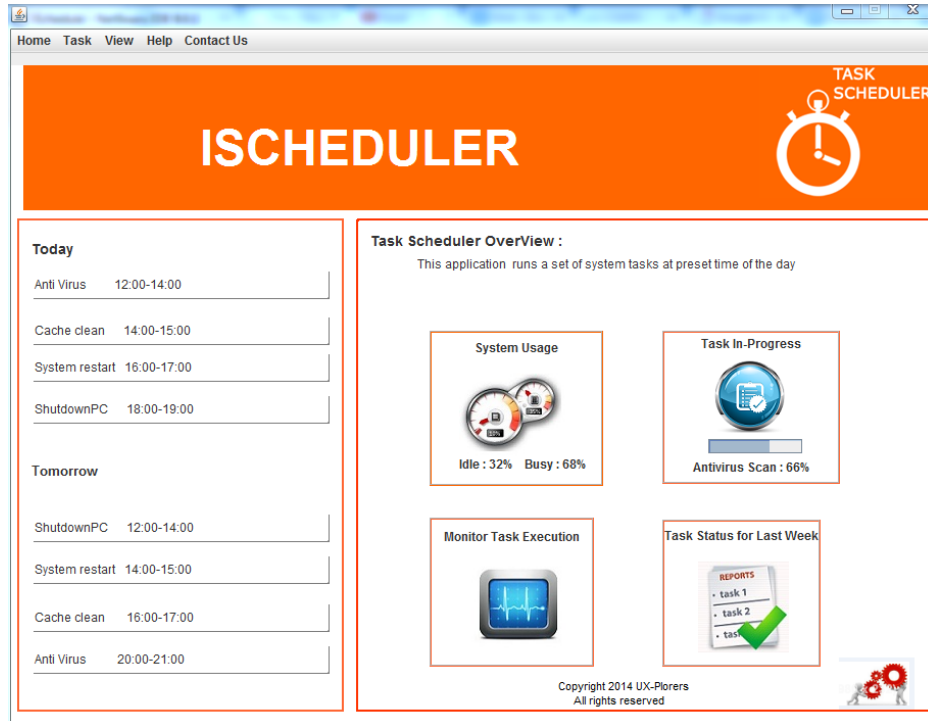 Home Task View Help Contact Us
TASK
SCHEDULER
ISCHEDULER
Today
Anti Virus 12:00-14:00
Cache clean 14:00-15:00
System restart 16:00-17:00
ShutdownPC 18:00-19:00
Tomorrow
ShutdownPC 12:00-14:00
System restart 14:00-15:00
Cache clean 16:00-17:00
Anti Virus 20:00-21:00
Task Scheduler OverView :
This application runs a set of system tasks at preset time of the day
System Usage
Idle : 32% Busy : 68%
Task In-Progress
Antivirus Scan : 66%
Monitor Task Execution
Task Status for Last Week
REPORTS
• task 1
• task 2
Copyright 2014 UX-Plorers
All rights reserved